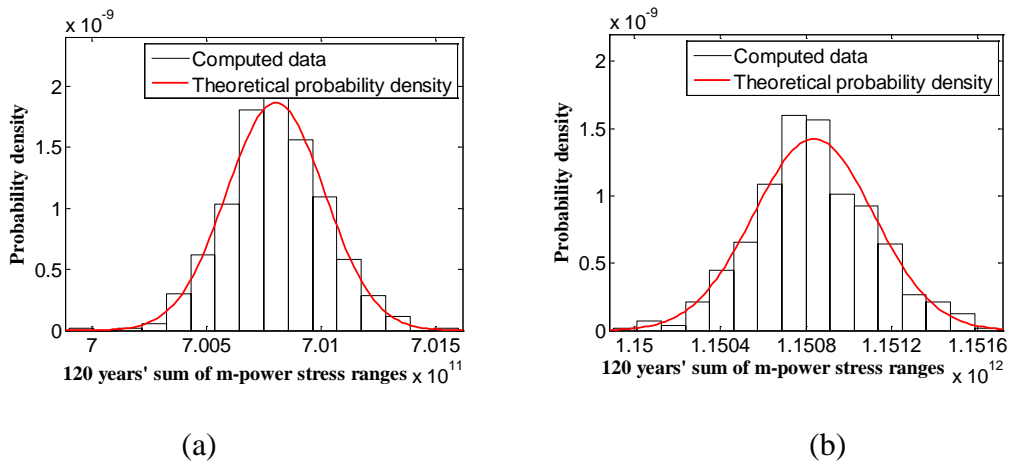 x 10^-9
Computed data
Theoretical probability density
2
1.5
1
0.5
0
Probability density
7 7.005 7.01 7.015
120 years' sum of m-power stress ranges x 10^11
(a)
x 10^-9
Computed data
Theoretical probability density
2
1.5
1
0.5
0
Probability density
1.15 1.1504 1.1508 1.1512 1.1516
120 years' sum of m-power stress ranges x 10^12
(b)